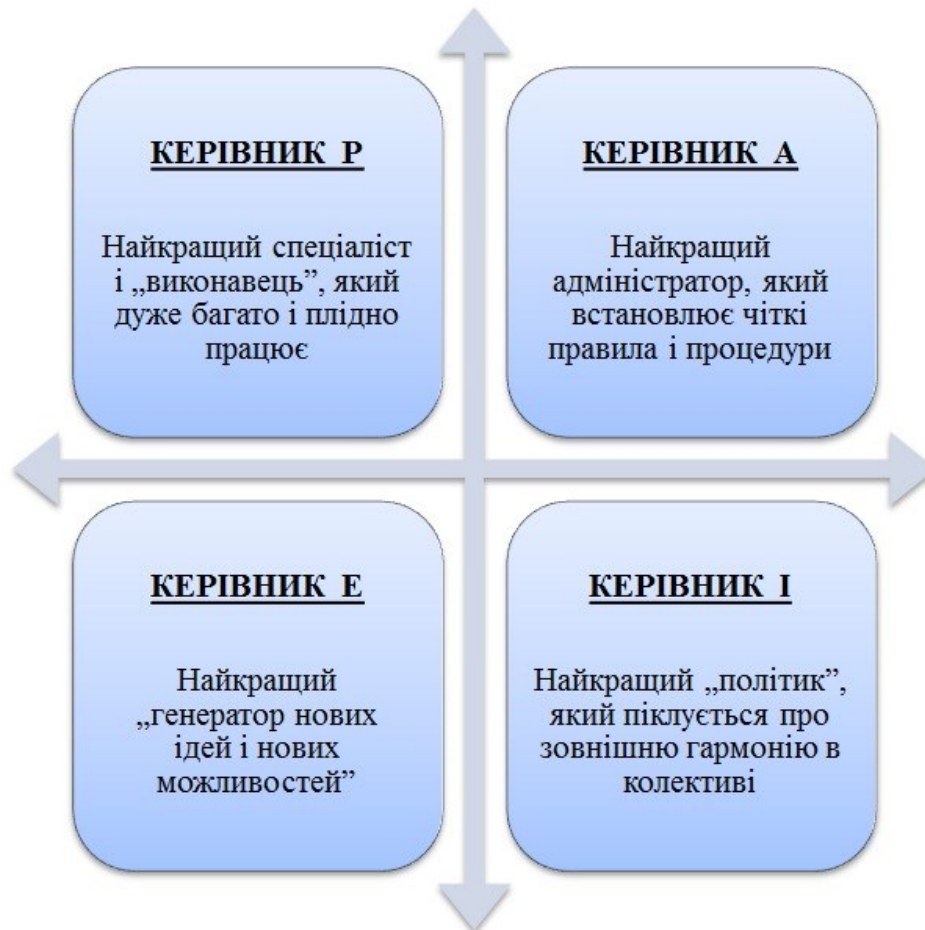 КЕРІВНИК Р
Найкращий спеціаліст
і „виконавець”, який
дуже багато і плідно
працює
КЕРІВНИК А
Найкращий
адміністратор, який
встановлює чіткі
правила і процедури
КЕРІВНИК Е
Найкращий
„генератор нових
ідей і нових
можливостей”
КЕРІВНИК І
Найкращий „політик”,
який піклується про
зовнішню гармонію в
колективі